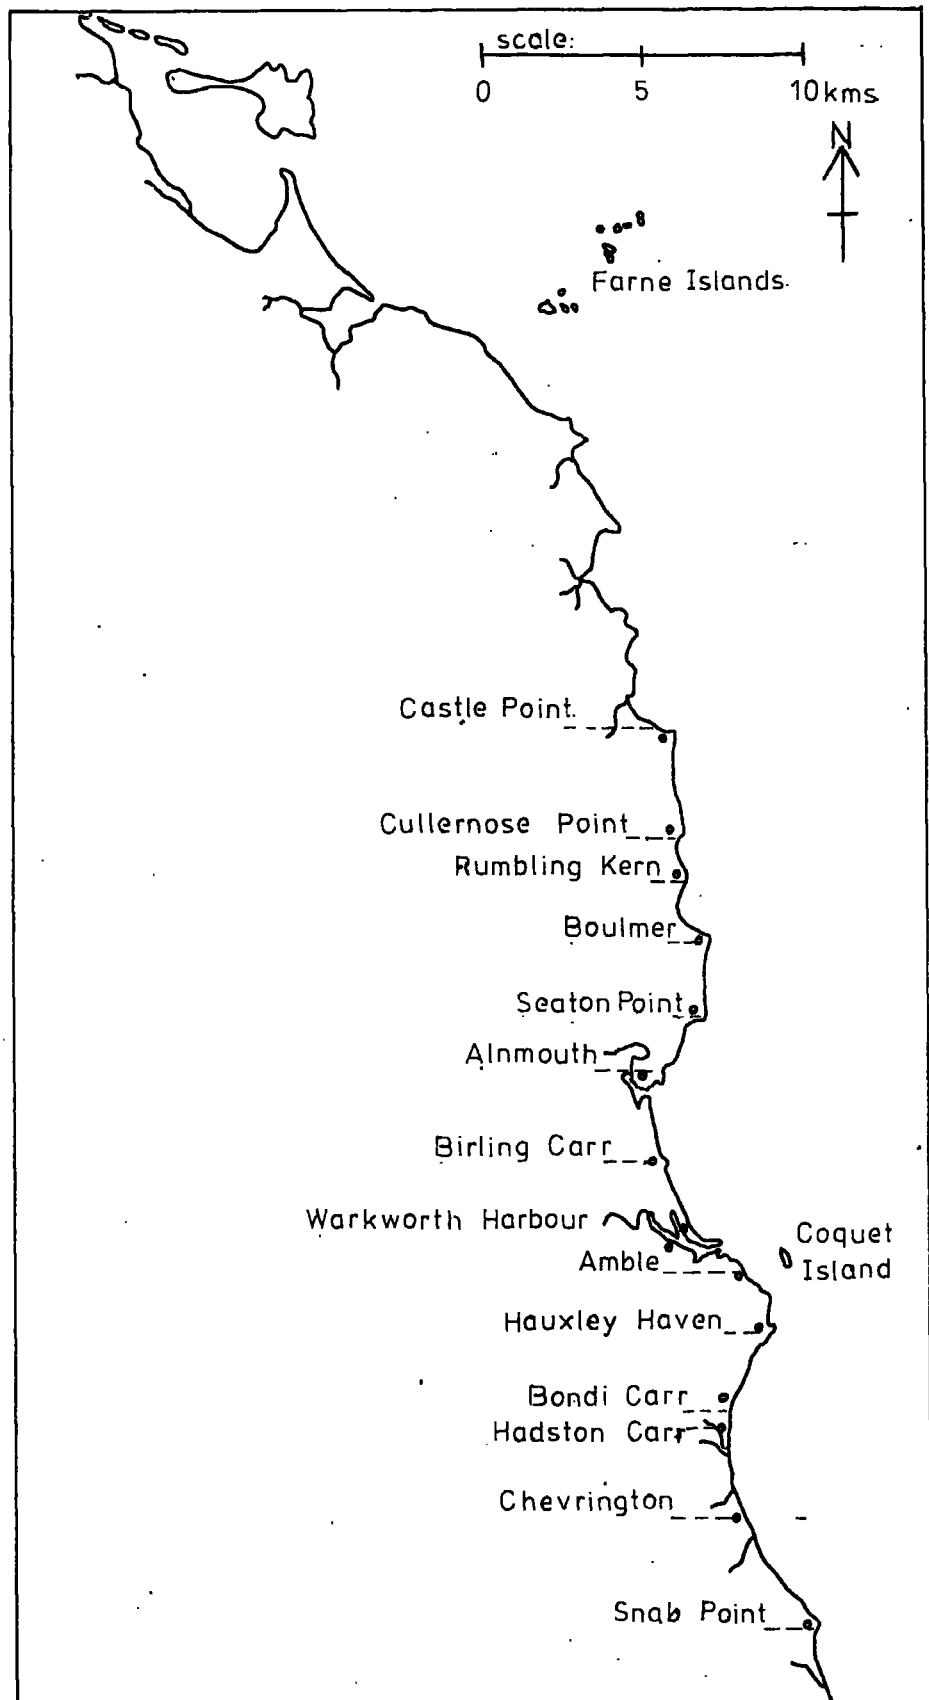 scale:
0 5 10kms
N
Farne Islands.
Castle Point.
Cullernose Point
Rumbling Kern
Boulmer
Seaton Point
Alnmouth
Birling Carr
Warkworth Harbour
Coquet
Island
Amble
Hauxley Haven
Bondi Carr
Hadston Carr
Chevrington
Snab Point